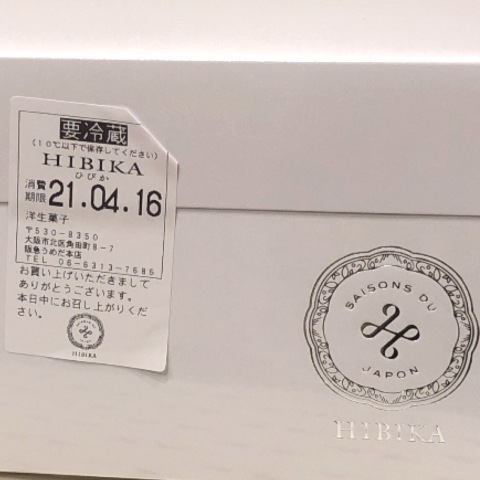 要冷蔵
(10℃以下で保存してください)
HIBIKA
ひびか
消費
期限 21.04.16
洋生菓子
〒530-8350
大阪市北区角田町8-7
阪急うめだ本店
TEL 06-6313-7685
お買い上げいただきまして
ありがとうございます。
本日中にお召し上がりくだ
さい。
HIBIKA
SAISONS DU
JAPON
HIBIKA